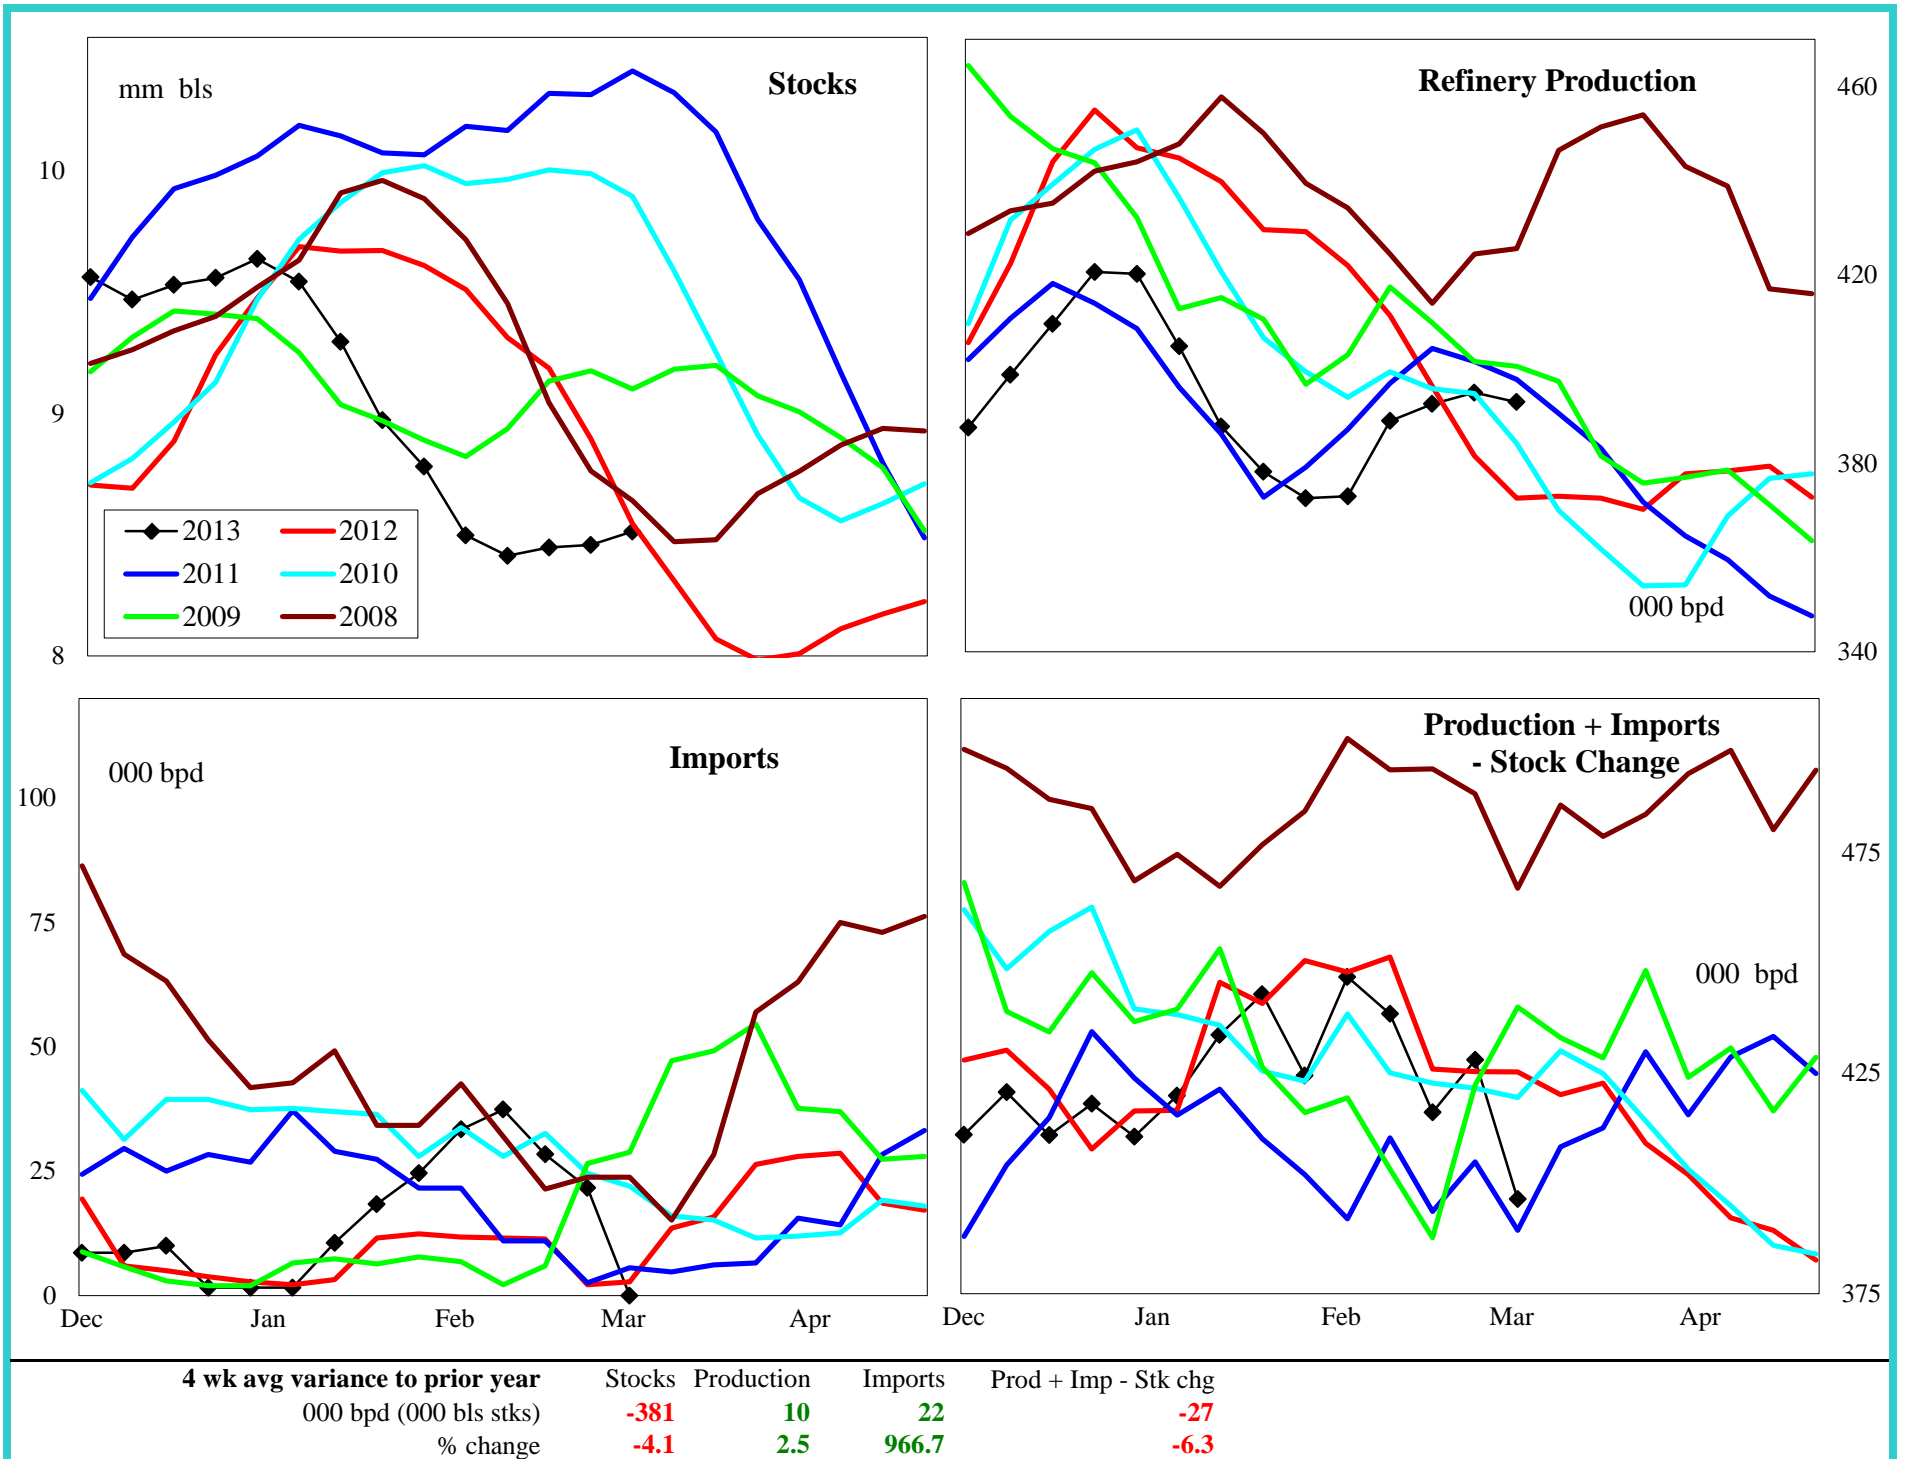 mm bls
Stocks
10
9
8
2013
2012
2011
2010
2009
2008
Refinery Production
460
420
380
340
000 bpd
Imports
000 bpd
100
75
50
25
0
Dec Jan Feb Mar Apr
Production + Imports
- Stock Change
000 bpd
475
425
375
Dec Jan Feb Mar Apr
4 wk avg variance to prior year Stocks Production Imports Prod + Imp - Stk chg
000 bpd (000 bls stks) -381 10 22 -27
% change -4.1 2.5 966.7 -6.3